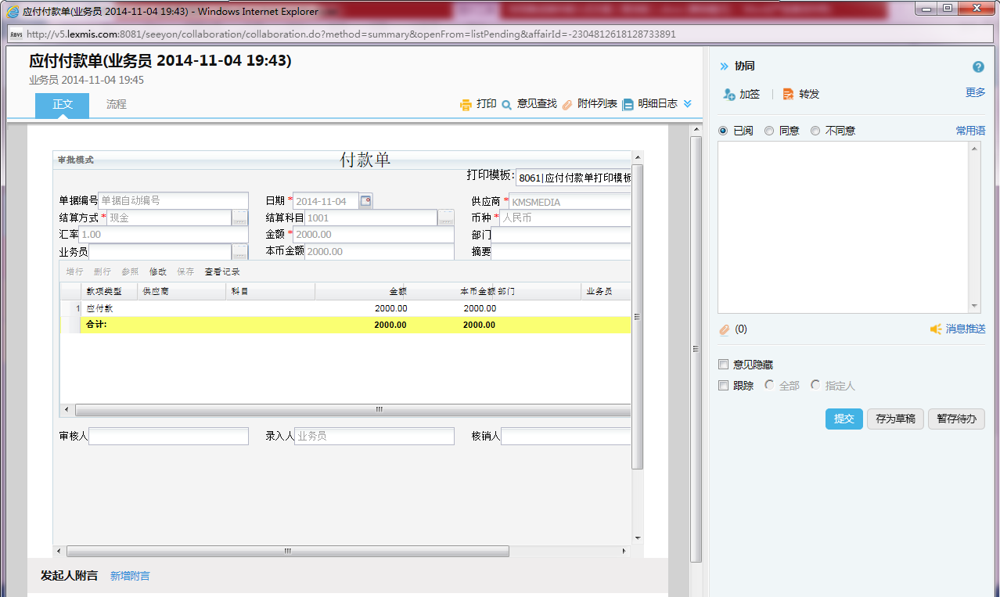 应付付款单(业务员 2014-11-04 19:43) - Windows Internet Explorer
http://v5.lexmis.com:8081/seeyon/collaboration/collaboration.do?method=summary&openFrom=listPending&affairId=-2304812618128733891
应付付款单(业务员 2014-11-04 19:43)
业务员 2014-11-04 19:45
正文 流程 打印 意见查找 附件列表 明细日志
审批模式 付款单
打印模板: 8061|应付付款单打印模板
单据编号 单据自动编号 日期 * 2014-11-04 供应商 * KMSMEDIA
结算方式 * 现金 结算科目 1001 币种 * 人民币
汇率 1.00 金额 * 2000.00 部门
业务员 本币金额 2000.00 摘要
增行 删行 参照 修改 保存 查看记录
款项类型 供应商 科目 金额 本币金额 部门 业务员
1 应付款 2000.00 2000.00
合计: 2000.00 2000.00
审核人 录入人 业务员 核销人
发起人附言 新增附言
协同
加签 转发 更多
已阅 同意 不同意 常用语
(0) 消息推送
意见隐藏
跟踪 全部 指定人
提交 存为草稿 暂存待办